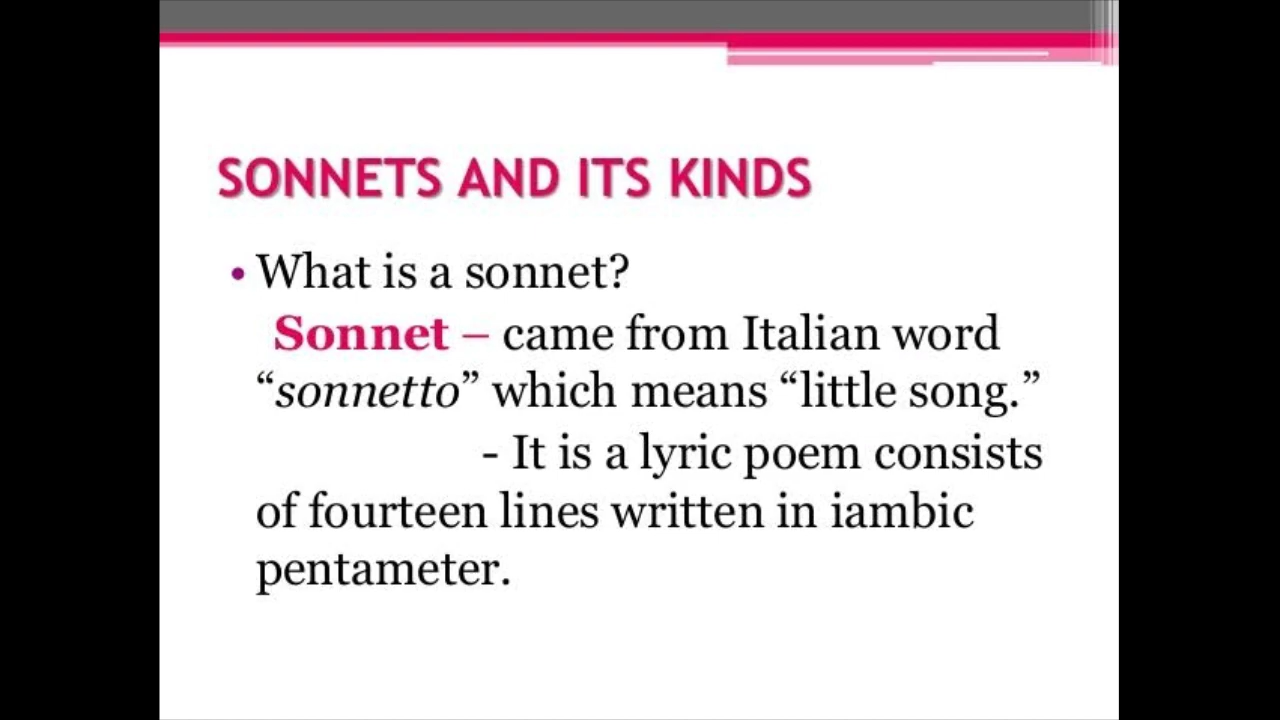 SONNETS AND ITS KINDS
• What is a sonnet?
Sonnet – came from Italian word
“sonnetto” which means “little song.”
- It is a lyric poem consists
of fourteen lines written in iambic
pentameter.